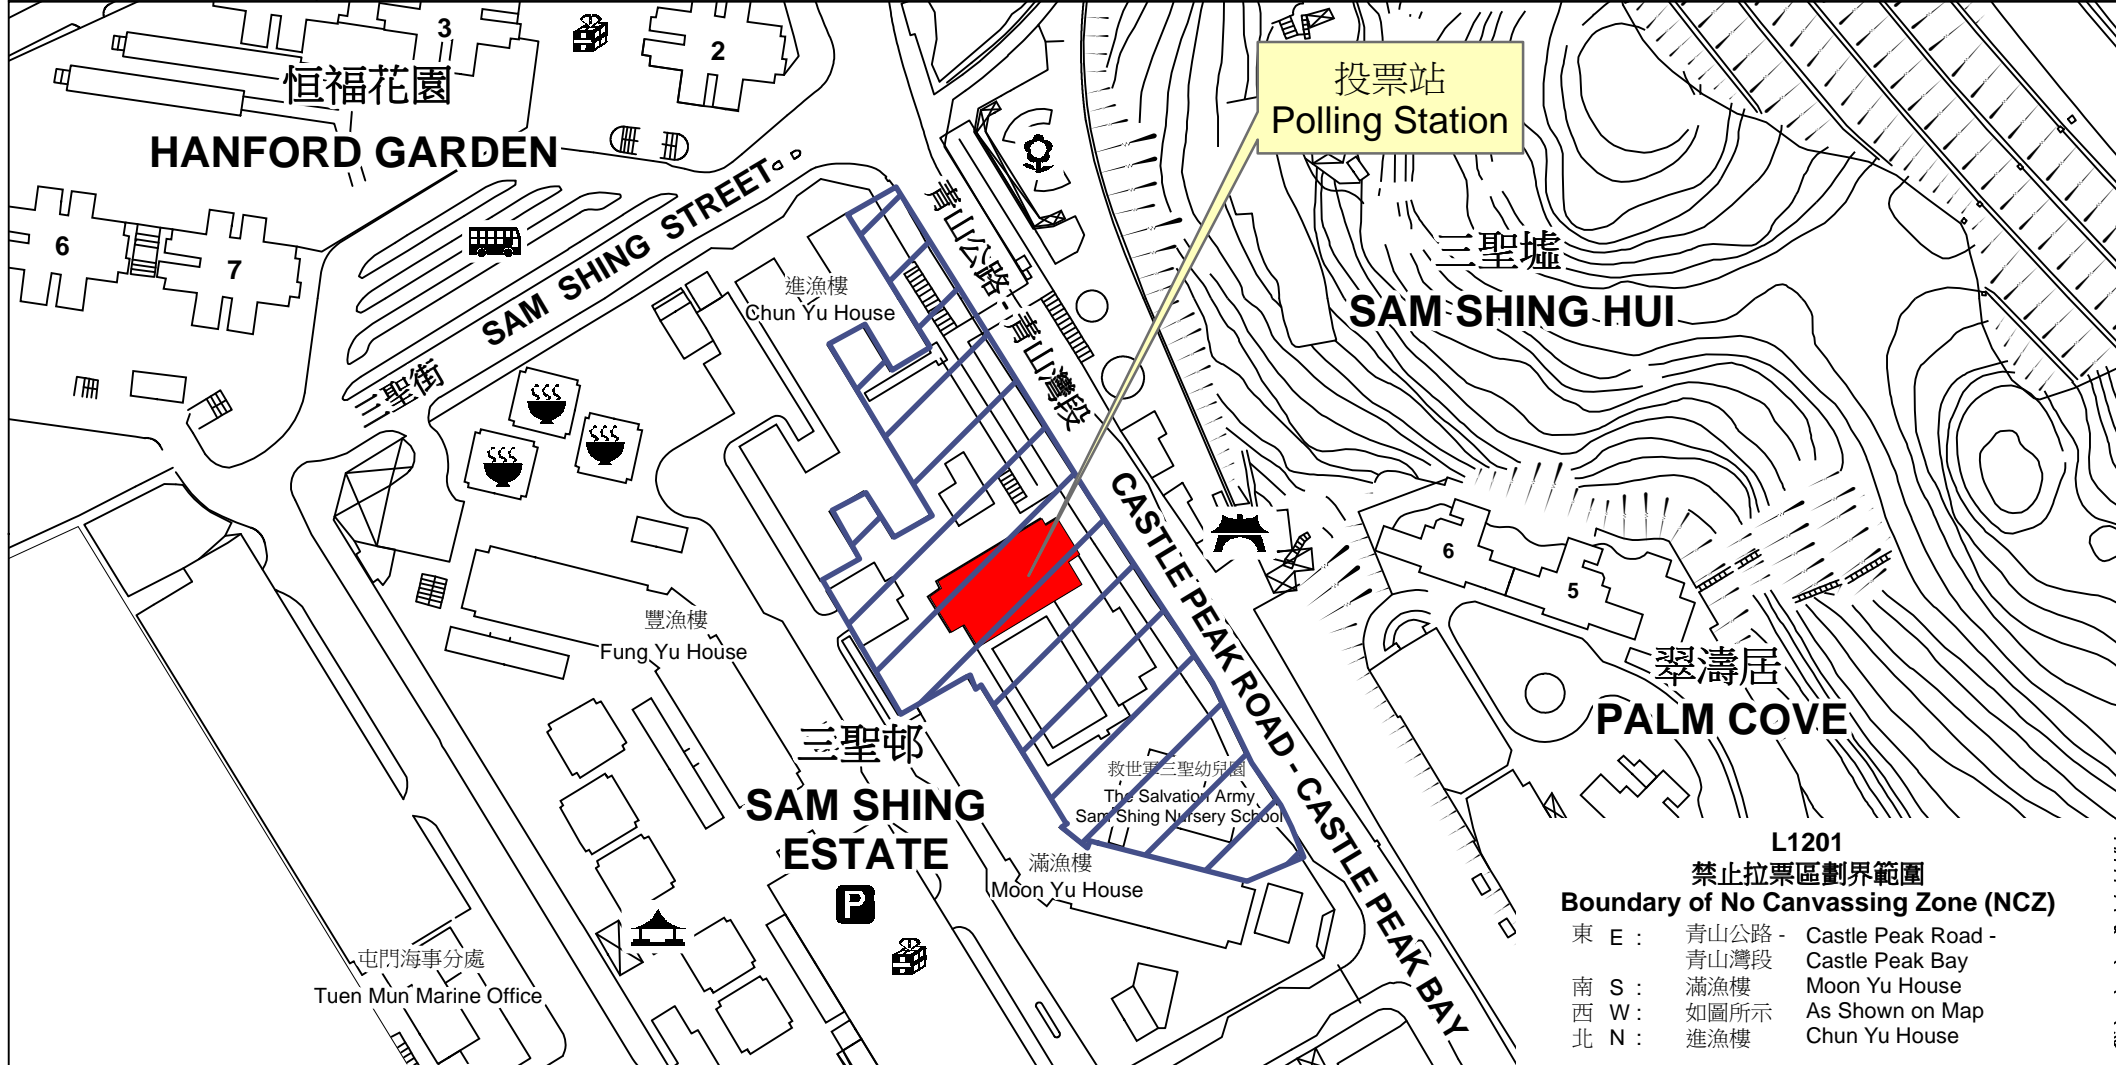 3
2
恒福花園
HANFORD GARDEN
6
7
投票站
Polling Station
SAM SHING STREET
三聖街
進漁樓
Chun Yu House
青山公路-青山灣段
三聖墟
SAM SHING HUI
CASTLE PEAK ROAD - CASTLE PEAK BAY
6
5
翠濤居
PALM COVE
豐漁樓
Fung Yu House
三聖邨
SAM SHING
ESTATE
P
救世軍三聖幼兒園
The Salvation Army
Sam Shing Nursery School
滿漁樓
Moon Yu House
屯門海事分處
Tuen Mun Marine Office
L1201
禁止拉票區劃界範圍
Boundary of No Canvassing Zone (NCZ)
東 E : 青山公路 - Castle Peak Road -
青山灣段 Castle Peak Bay
南 S : 滿漁樓 Moon Yu House
西 W : 如圖所示 As Shown on Map
北 N : 進漁樓 Chun Yu House